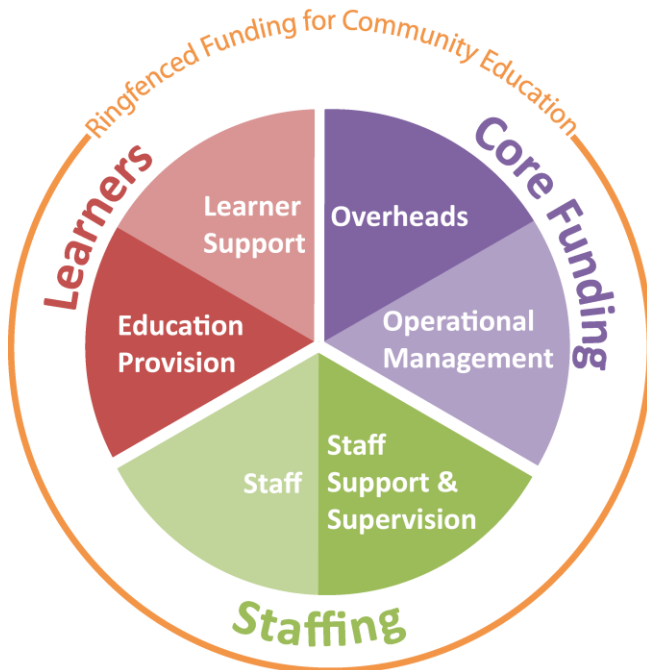 Ringfenced Funding for Community Education
Learners
Core Funding
Learner
Support
Overheads
Education
Provision
Operational
Management
Staff
Staff
Support &
Supervision
Staffing